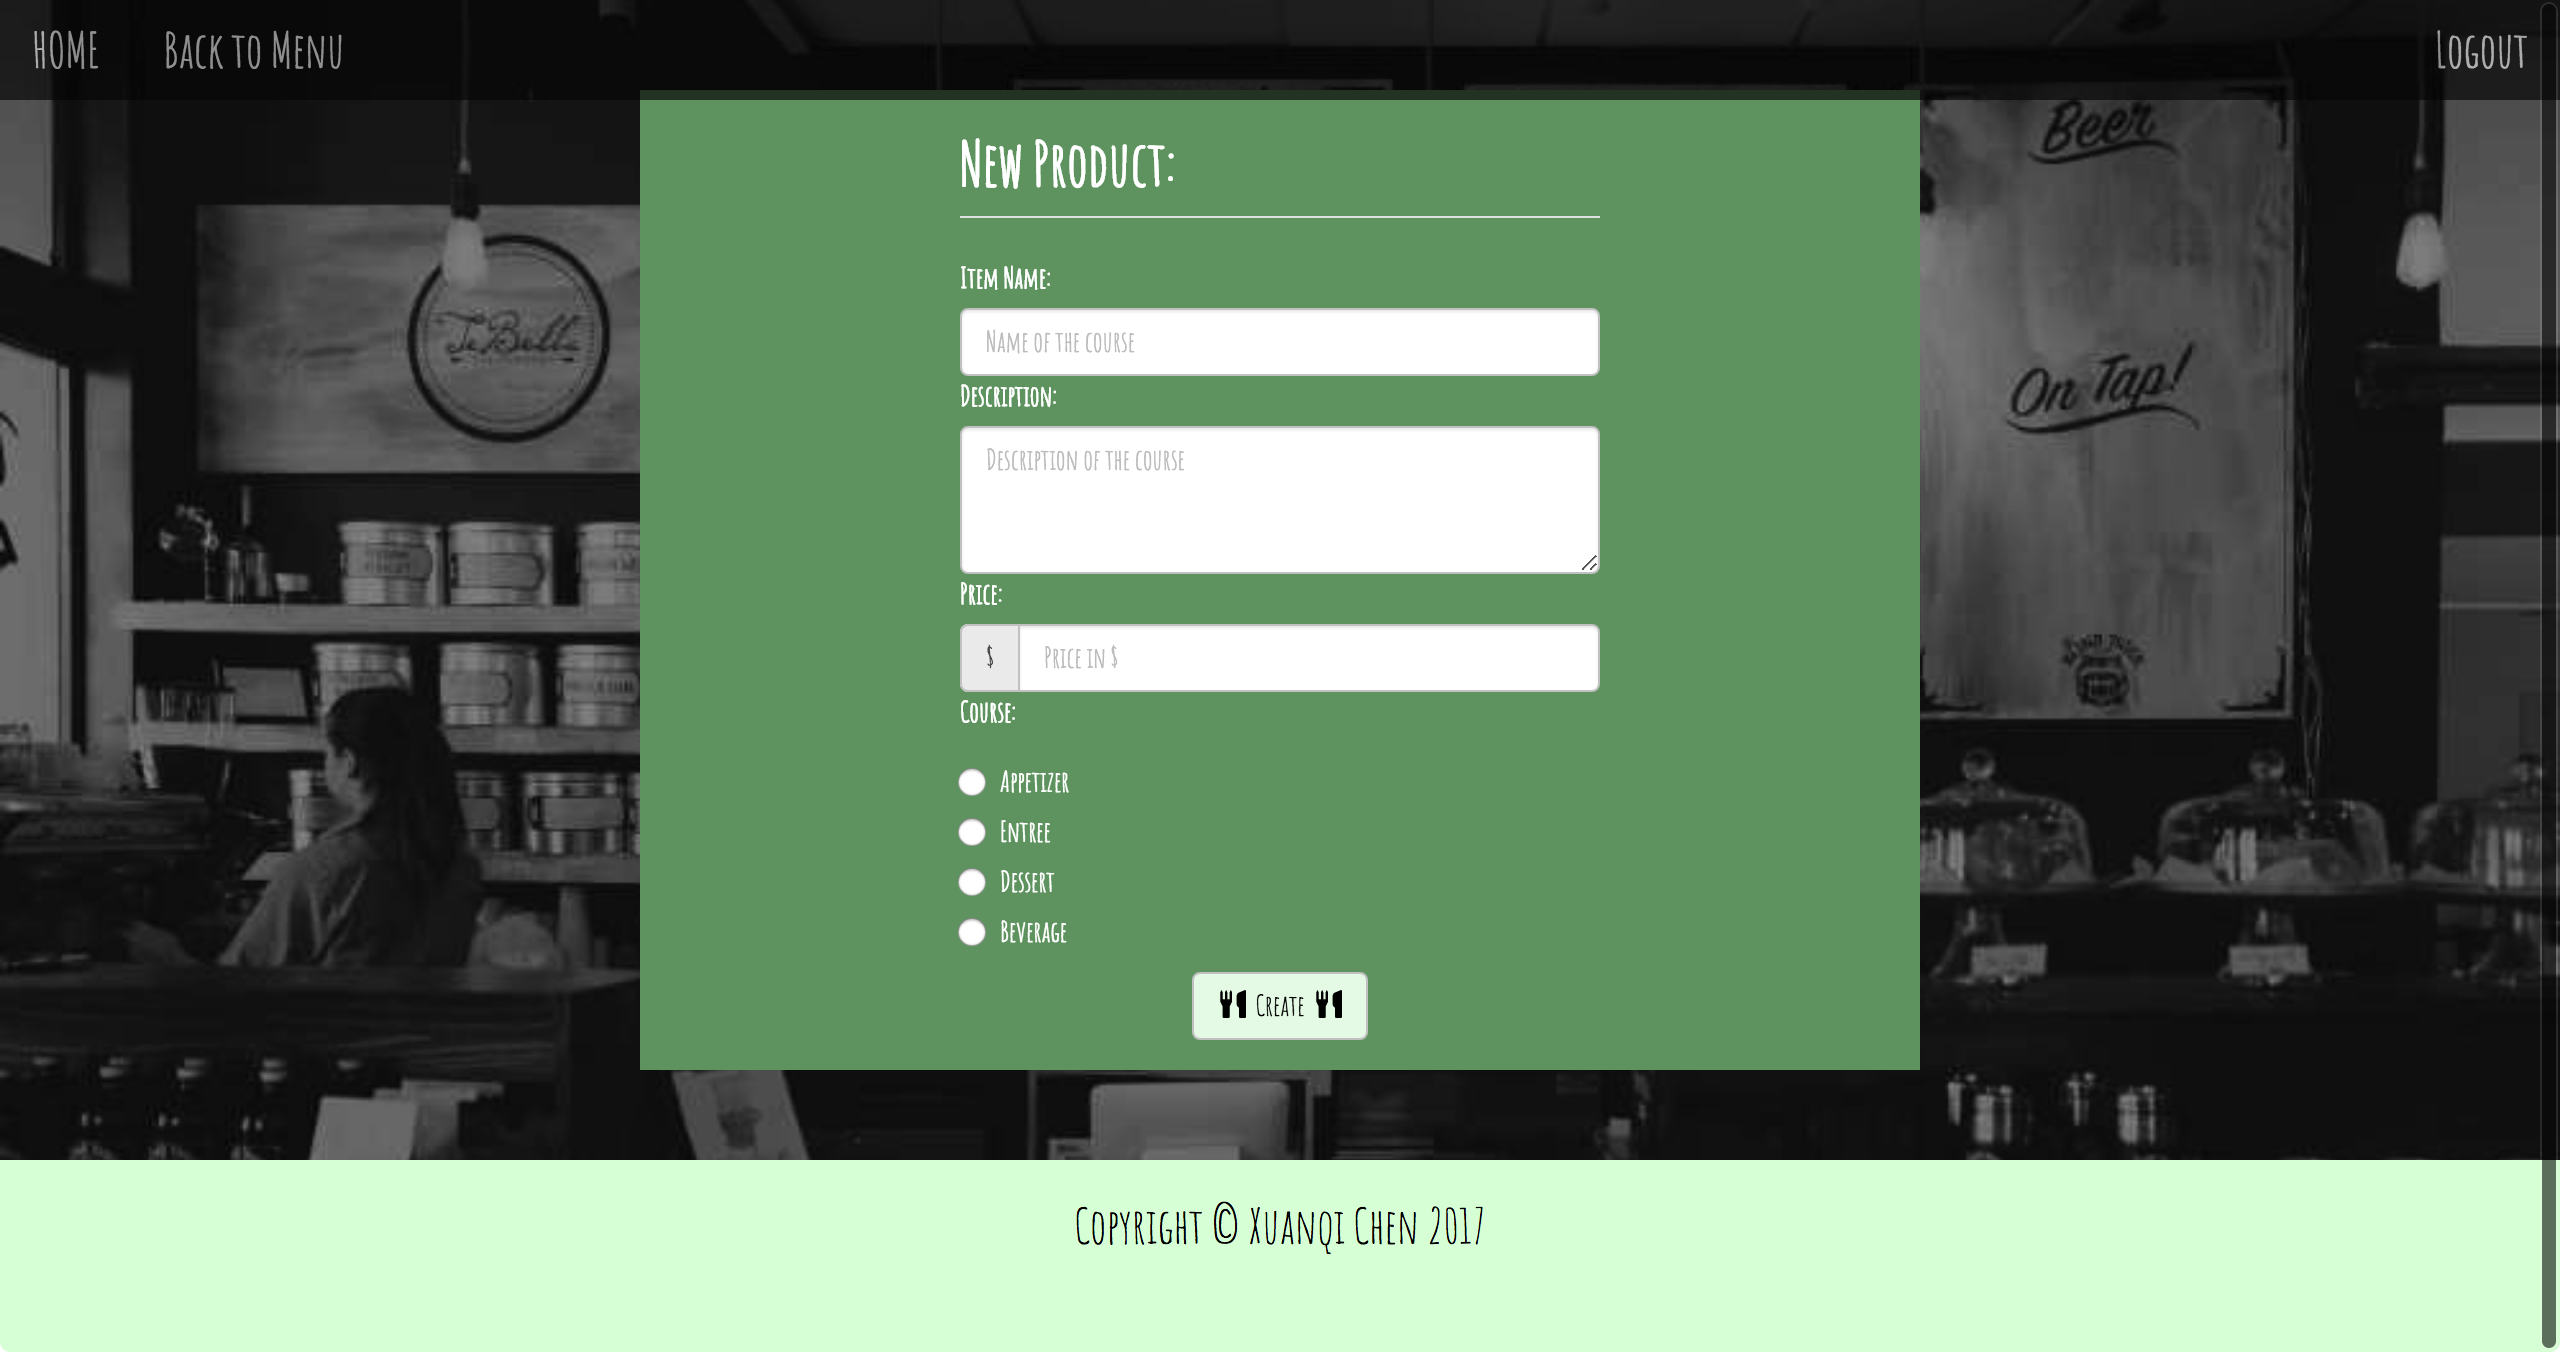 HOME Back to Menu Logout
New Product:
Item Name:
Name of the course
Description:
Description of the course
Price:
$ Price in $
Course:
Appetizer
Entree
Dessert
Beverage
Create
Beer
On Tap!
Copyright © Xuanqi Chen 2017